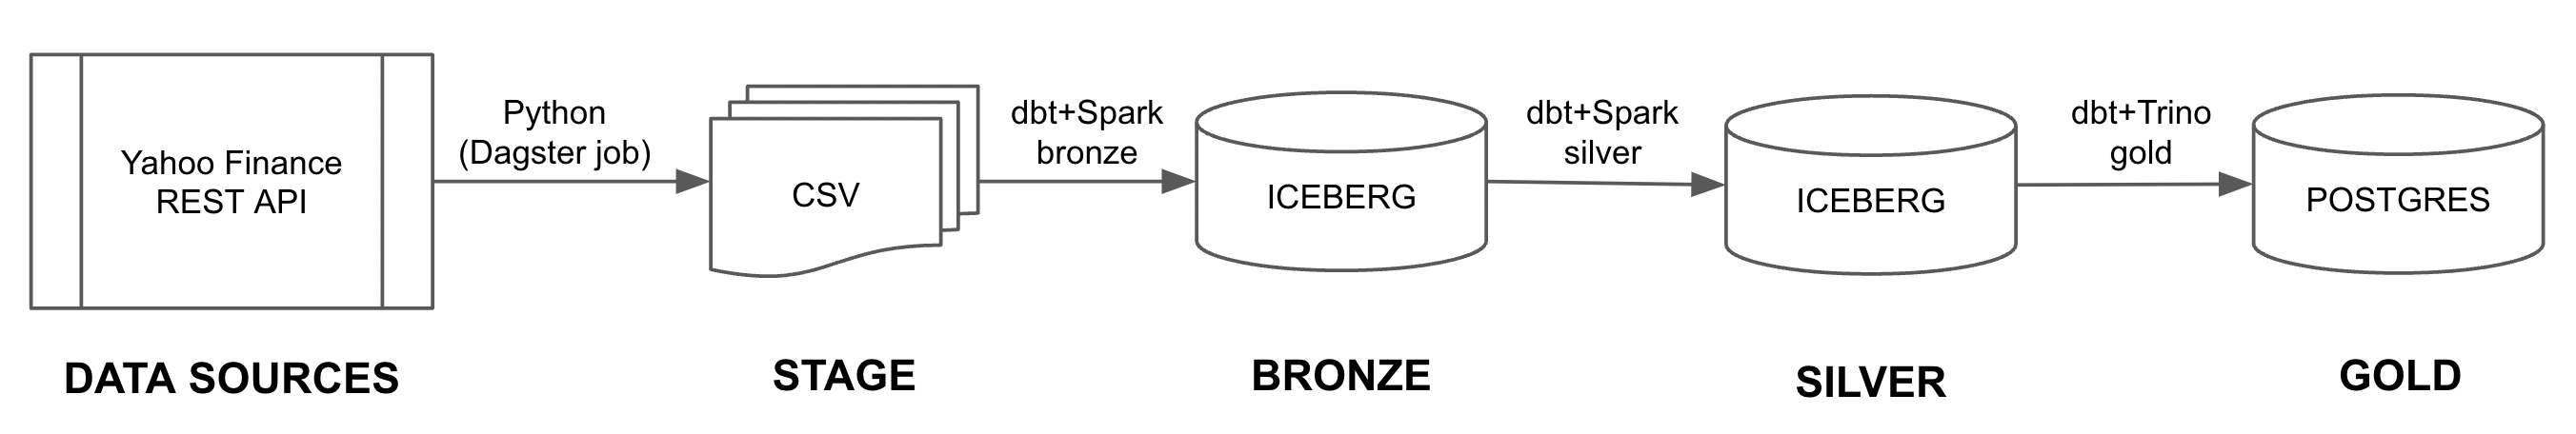 Yahoo Finance
REST API
Python
(Dagster job)
CSV
dbt+Spark
bronze
ICEBERG
dbt+Spark
silver
ICEBERG
dbt+Trino
gold
POSTGRES
DATA SOURCES
STAGE
BRONZE
SILVER
GOLD